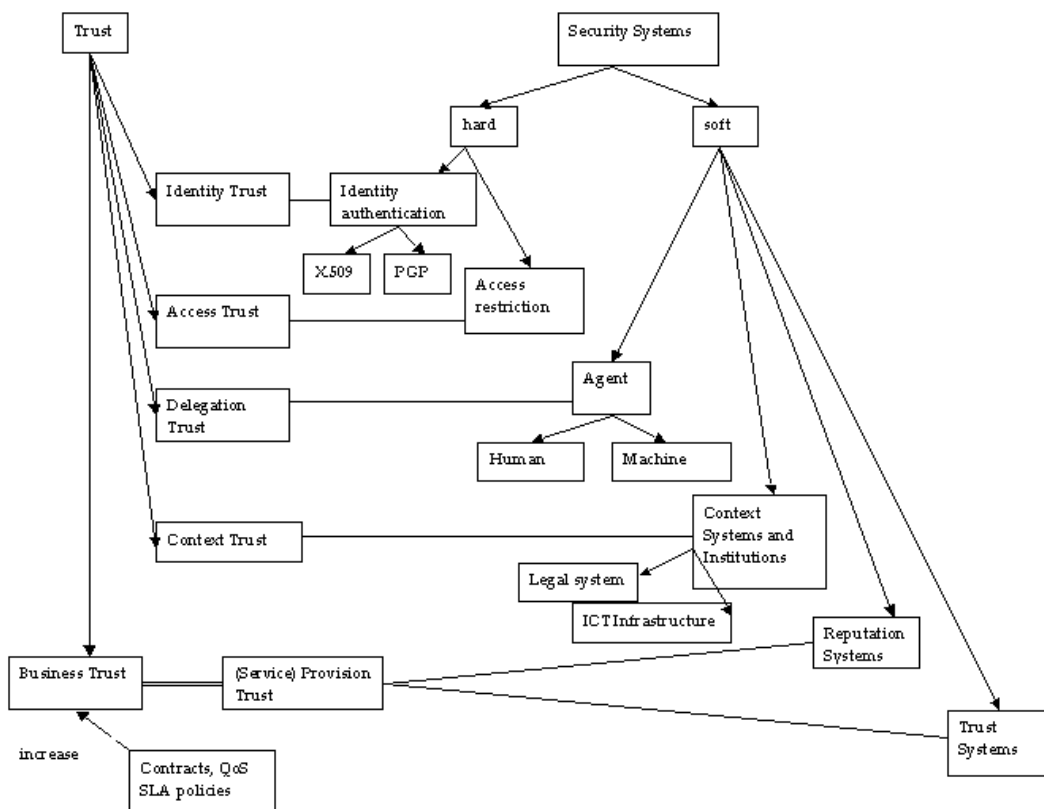 Trust
Security Systems
hard
soft
Identity Trust
Identity
authentication
X.509
PGP
Access
restriction
Access Trust
Agent
Delegation
Trust
Human
Machine
Context
Systems and
Institutions
Context Trust
Legal system
ICT Infrastructure
Reputation
Systems
Business Trust
(Service) Provision
Trust
Trust
Systems
increase
Contracts, QoS
SLA policies